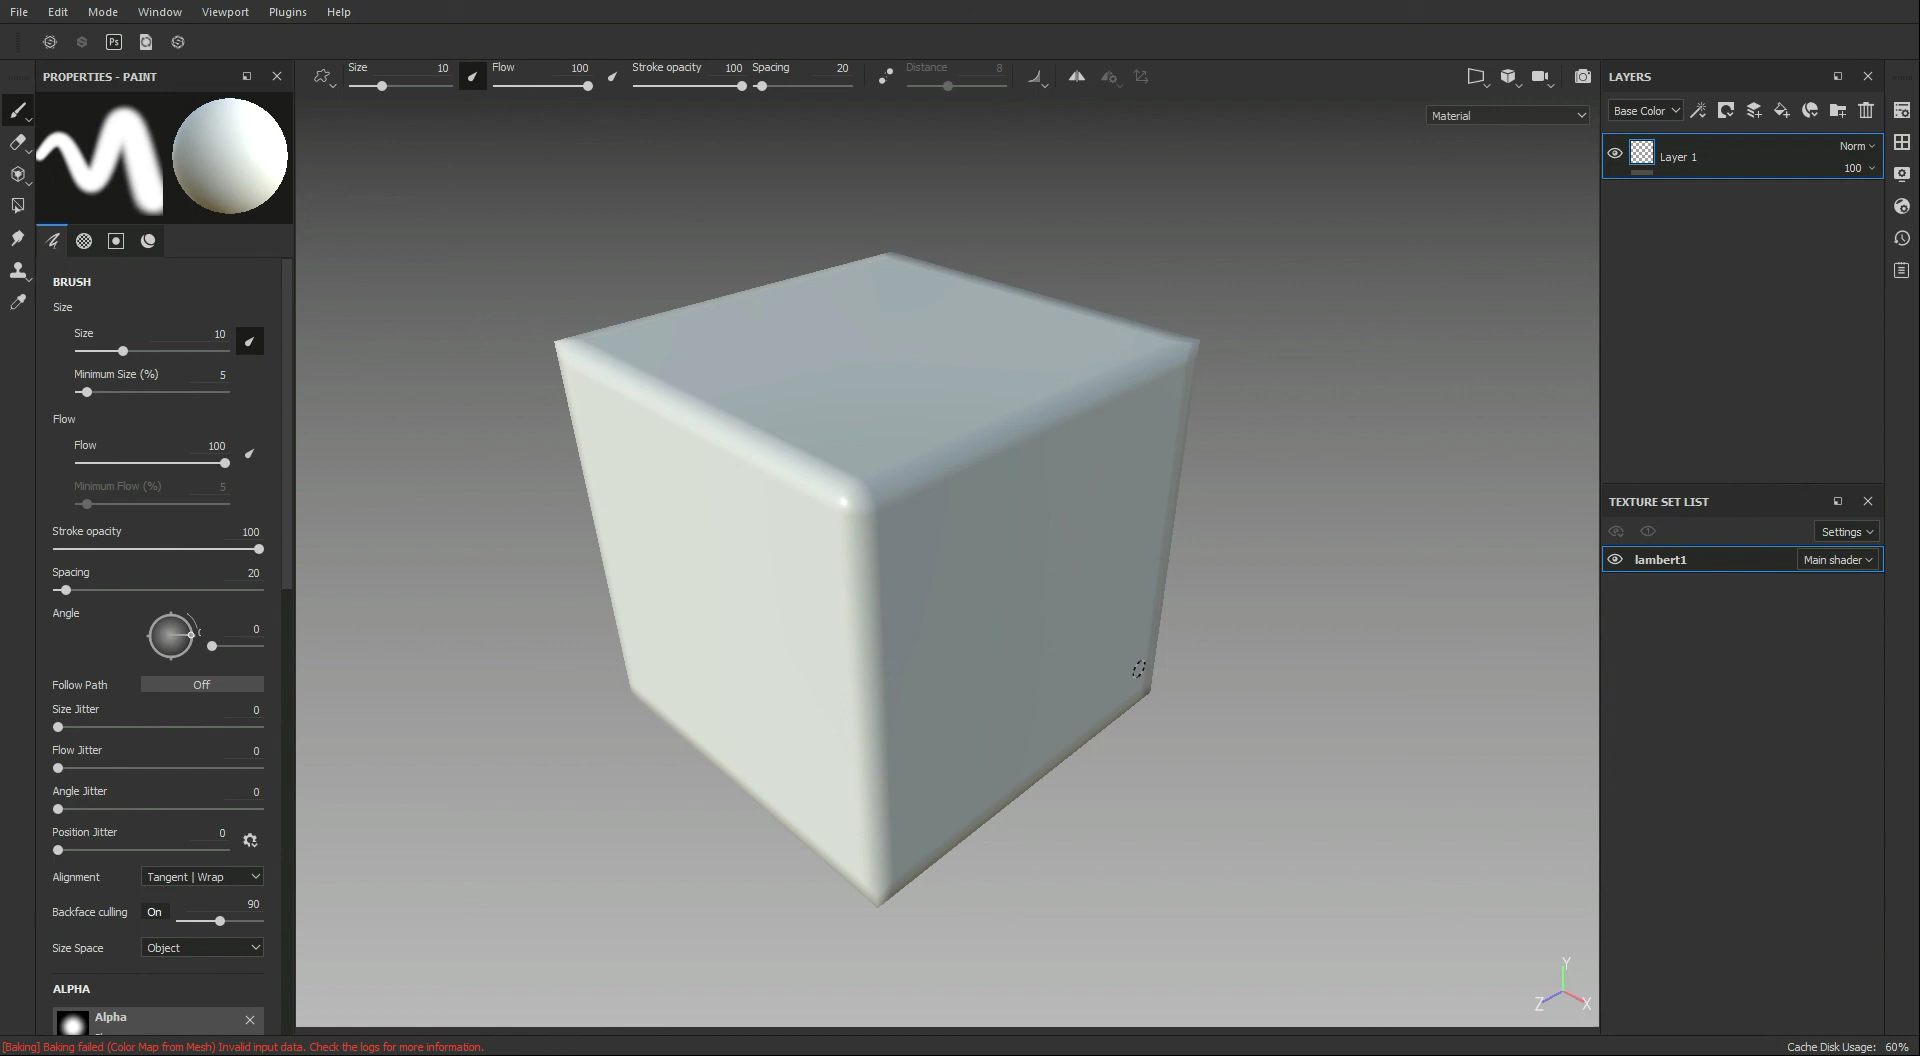 File Edit Mode Window Viewport Plugins Help
Ps
PROPERTIES - PAINT
Size 10
Flow 100
Stroke opacity 100
Spacing 20
Distance 8
Material
BRUSH
Size
Size 10
Minimum Size (%) 5
Flow
Flow 100
Minimum Flow (%) 5
Stroke opacity 100
Spacing 20
Angle 0
Follow Path Off
Size Jitter 0
Flow Jitter 0
Angle Jitter 0
Position Jitter 0
Alignment Tangent | Wrap
Backface culling On 90
Size Space Object
ALPHA
Alpha
Y
Z X
LAYERS
Base Color
Layer 1 Norm
100
TEXTURE SET LIST
Settings
lambert1 Main shader
[Baking] Baking failed (Color Map from Mesh) Invalid input data. Check the logs for more information.
Cache Disk Usage: 60%